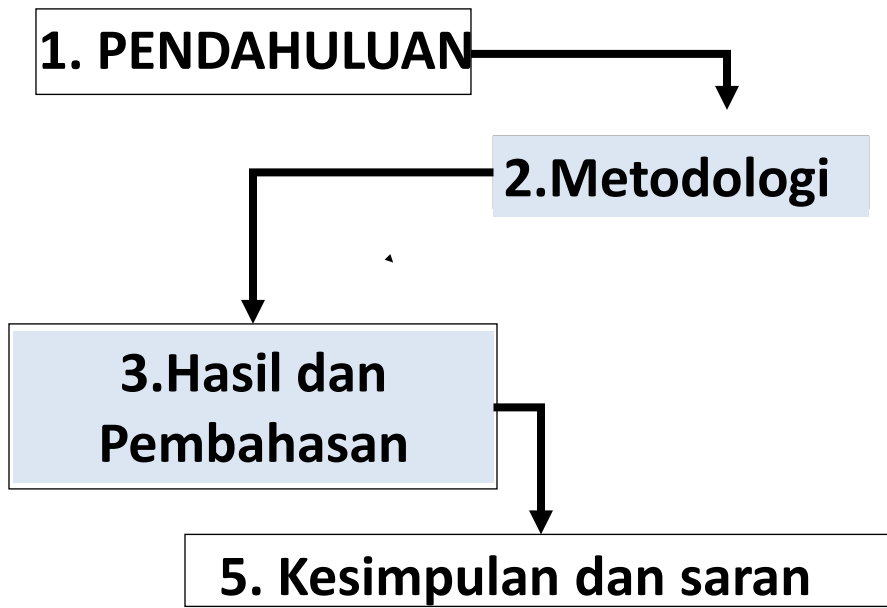 1. PENDAHULUAN
2.Metodologi
3.Hasil dan
Pembahasan
5. Kesimpulan dan saran